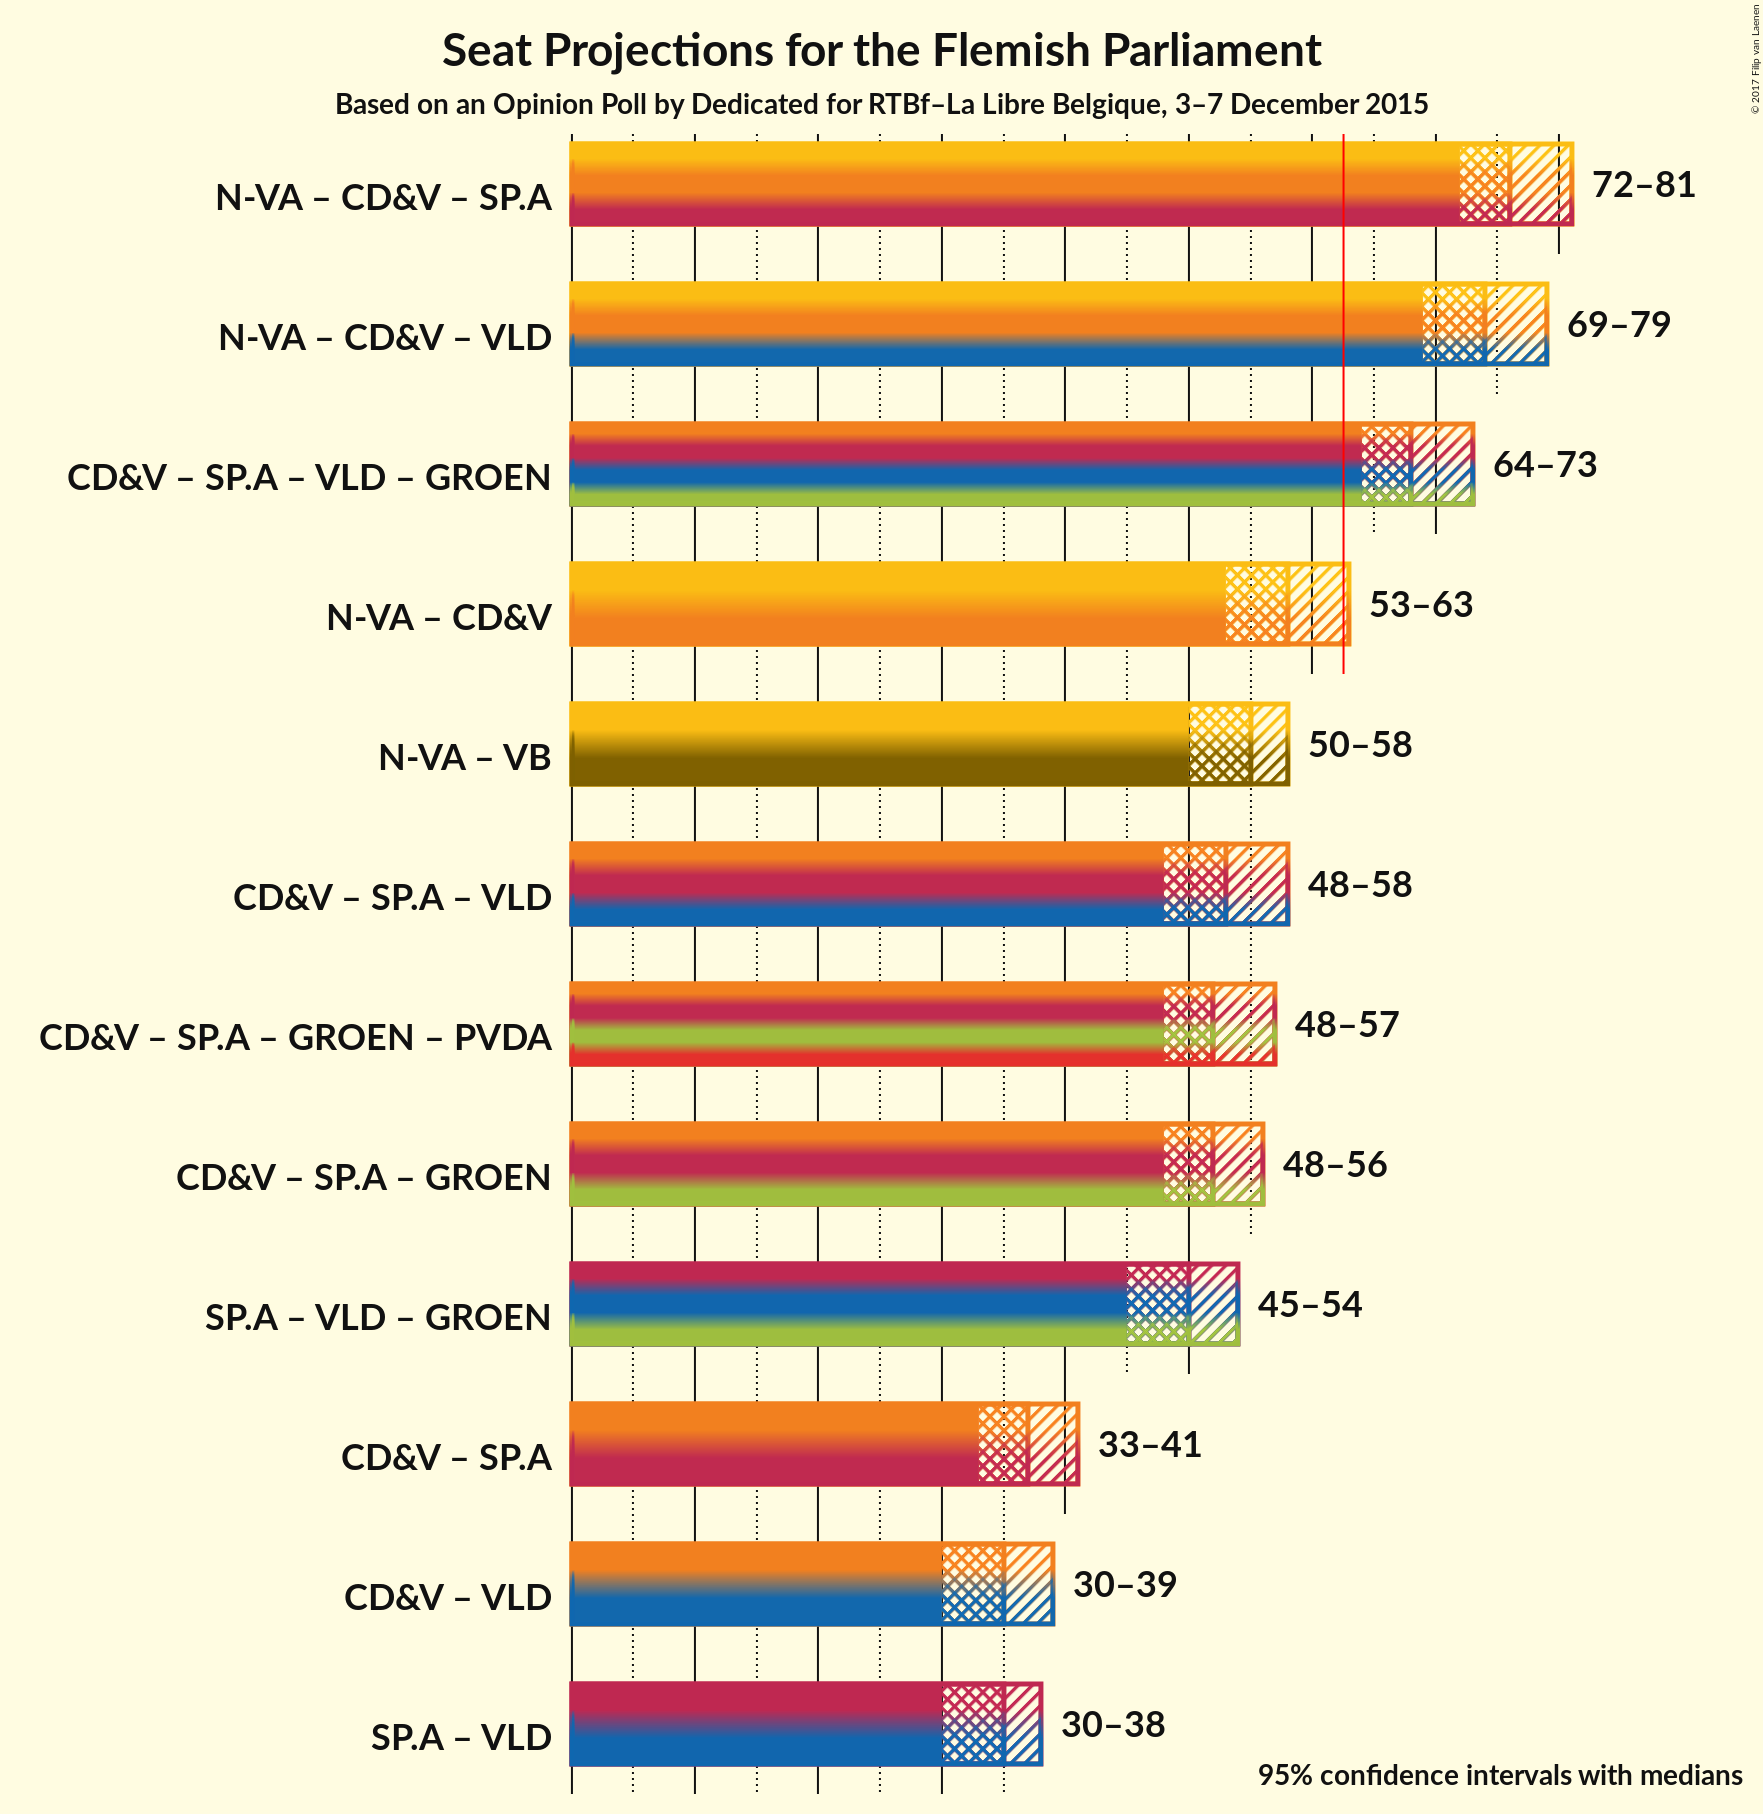 © 2017 Filip van Laenen
Seat Projections for the Flemish Parliament
Based on an Opinion Poll by Dedicated for RTBf–La Libre Belgique, 3–7 December 2015
N-VA – CD&V – SP.A 72–81
N-VA – CD&V – VLD 69–79
CD&V – SP.A – VLD – GROEN 64–73
N-VA – CD&V 53–63
N-VA – VB 50–58
CD&V – SP.A – VLD 48–58
CD&V – SP.A – GROEN – PVDA 48–57
CD&V – SP.A – GROEN 48–56
SP.A – VLD – GROEN 45–54
CD&V – SP.A 33–41
CD&V – VLD 30–39
SP.A – VLD 30–38
95% confidence intervals with medians